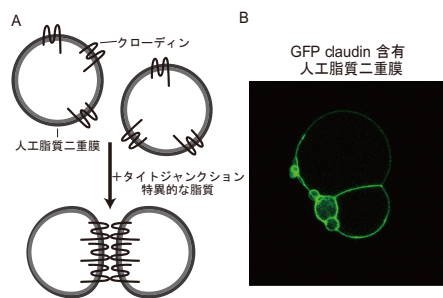 A
クローディン
人工脂質二重膜
＋タイトジャンクション
特異的な脂質
B
GFP claudin 含有
人工脂質二重膜